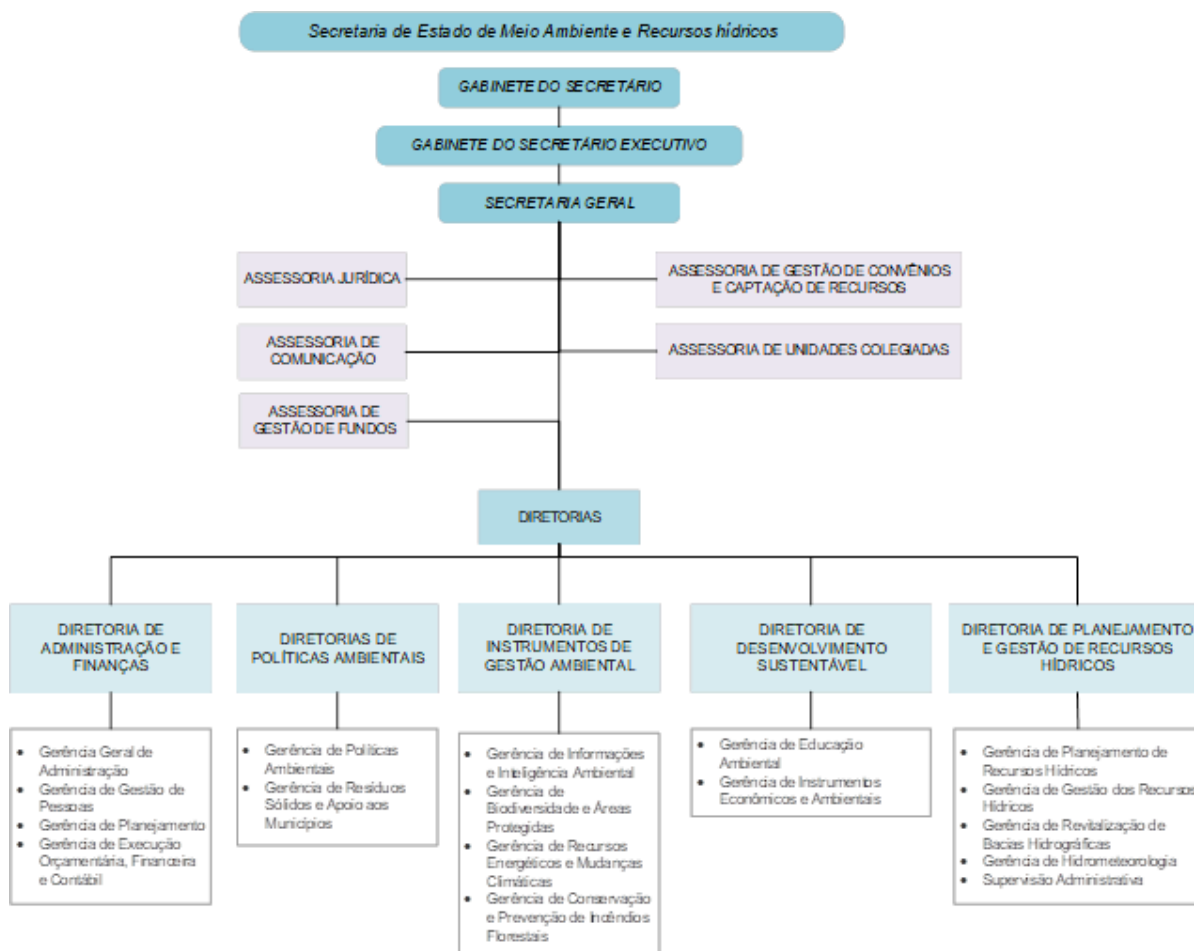 Secretaria de Estado de Meio Ambiente e Recursos hídricos
GABINETE DO SECRETÁRIO
GABINETE DO SECRETÁRIO EXECUTIVO
SECRETARIA GERAL
ASSESSORIA JURÍDICA
ASSESSORIA DE GESTÃO DE CONVÊNIOS
E CAPTAÇÃO DE RECURSOS
ASSESSORIA DE
COMUNICAÇÃO
ASSESSORIA DE UNIDADES COLEGIADAS
ASSESSORIA DE
GESTÃO DE FUNDOS
DIRETORIAS
DIRETORIA DE
ADMINISTRAÇÃO E
FINANÇAS
DIRETORIAS DE
POLÍTICAS AMBIENTAIS
DIRETORIA DE
INSTRUMENTOS DE
GESTÃO AMBIENTAL
DIRETORIA DE
DESENVOLVIMENTO
SUSTENTÁVEL
DIRETORIA DE PLANEJAMENTO
E GESTÃO DE RECURSOS
HÍDRICOS
• Gerência Geral de
Administração
• Gerência de Gestão de
Pessoas
• Gerência de Planejamento
• Gerência de Execução
Orçamentária, Financeira
e Contábil
• Gerência de Políticas
Ambientais
• Gerência de Resíduos
Sólidos e Apoio aos
Municípios
• Gerência de Informações
e Inteligência Ambiental
• Gerência de
Biodiversidade e Áreas
Protegidas
• Gerência de Recursos
Energéticos e Mudanças
Climáticas
• Gerência de Conservação
e Prevenção de Incêndios
Florestais
• Gerência de Educação
Ambiental
• Gerência de Instrumentos
Econômicos e Ambientais
• Gerência de Planejamento de
Recursos Hídricos
• Gerência de Gestão dos Recursos
Hídricos
• Gerência de Revitalização de
Bacias Hidrográficas
• Gerência de Hidrometeorologia
• Supervisão Administrativa